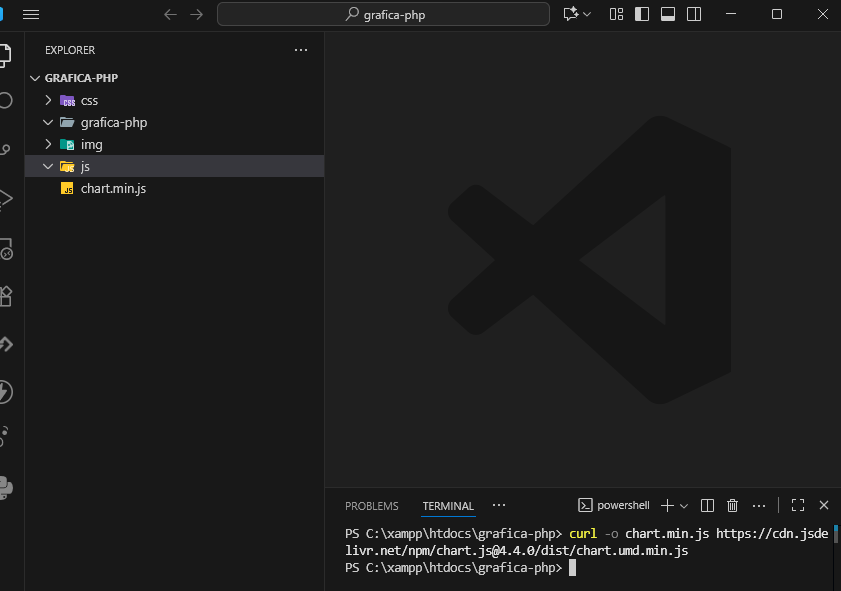 grafica-php
EXPLORER
GRAFICA-PHP
css
grafica-php
img
js
chart.min.js
PROBLEMS TERMINAL powershell
PS C:\xampp\htdocs\grafica-php> curl -o chart.min.js https://cdn.jsde
livr.net/npm/chart.js@4.4.0/dist/chart.umd.min.js
PS C:\xampp\htdocs\grafica-php>